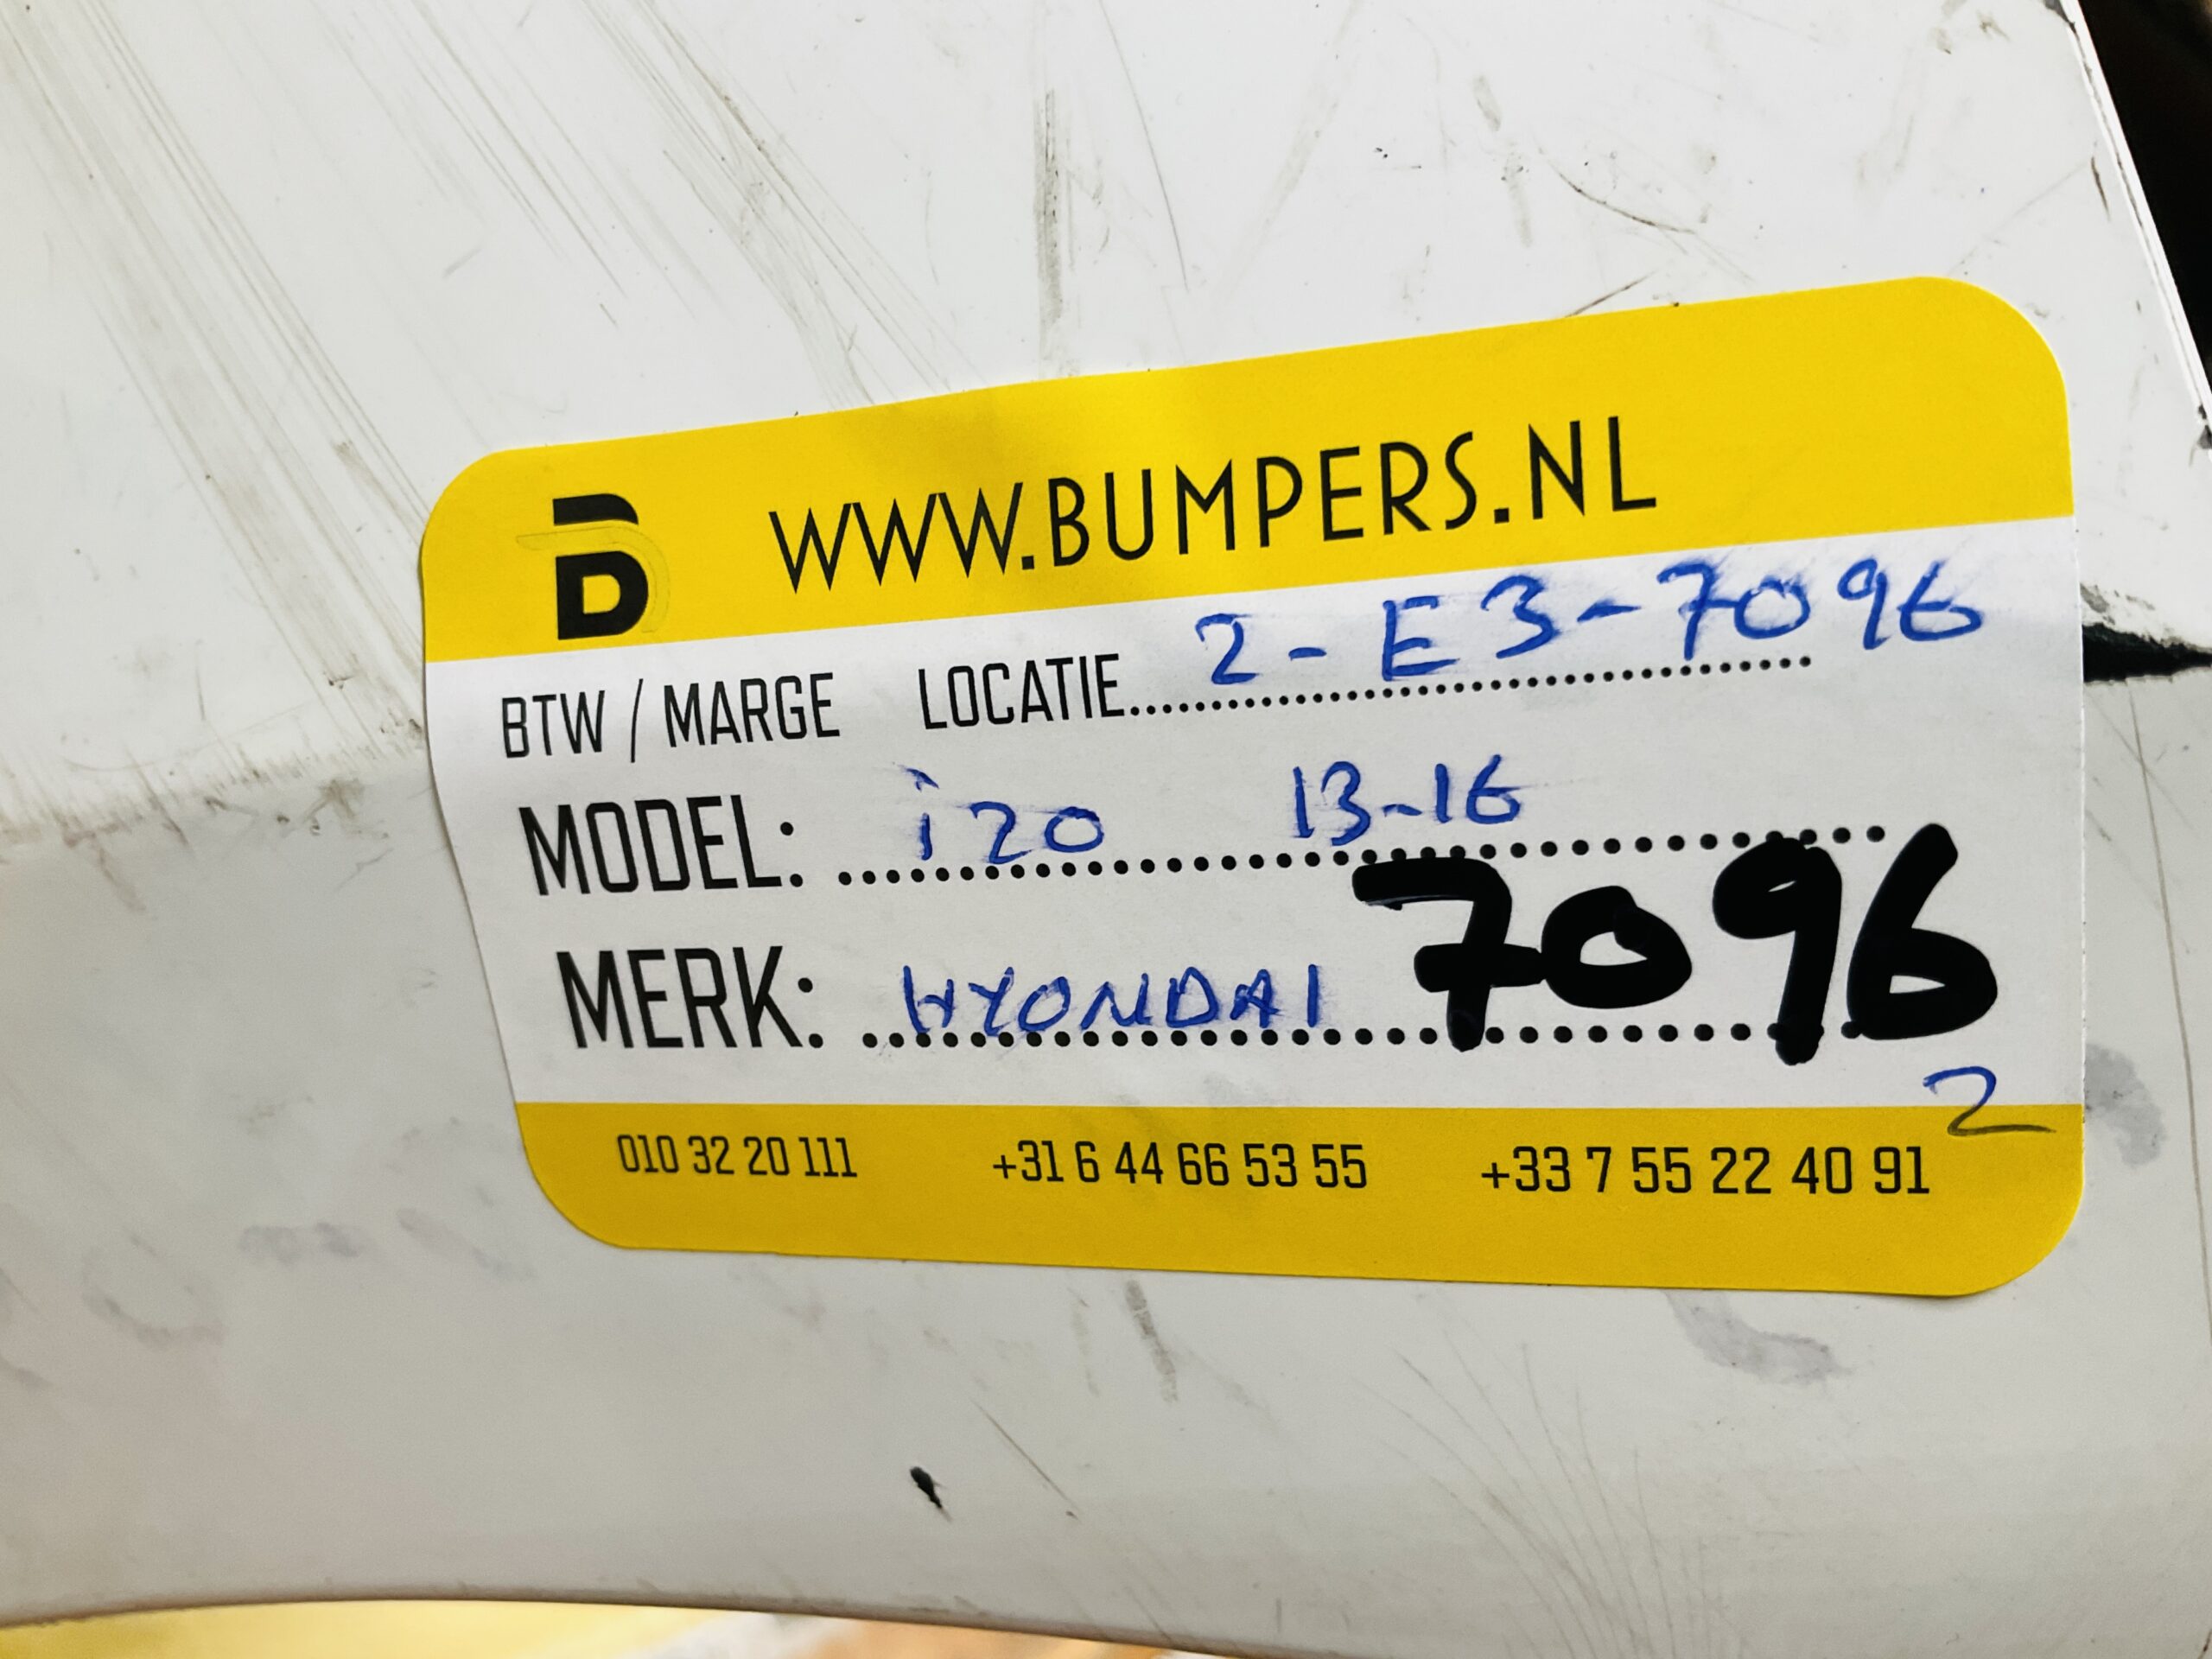 B WWW.BUMPERS.NL
BTW / MARGE LOCATIE.............. 2-E3-7096
MODEL: ........ i20 13-16
MERK: ........ HYONDAI 7096
2
010 32 20 111 +31 6 44 66 53 55 +33 7 55 22 40 91